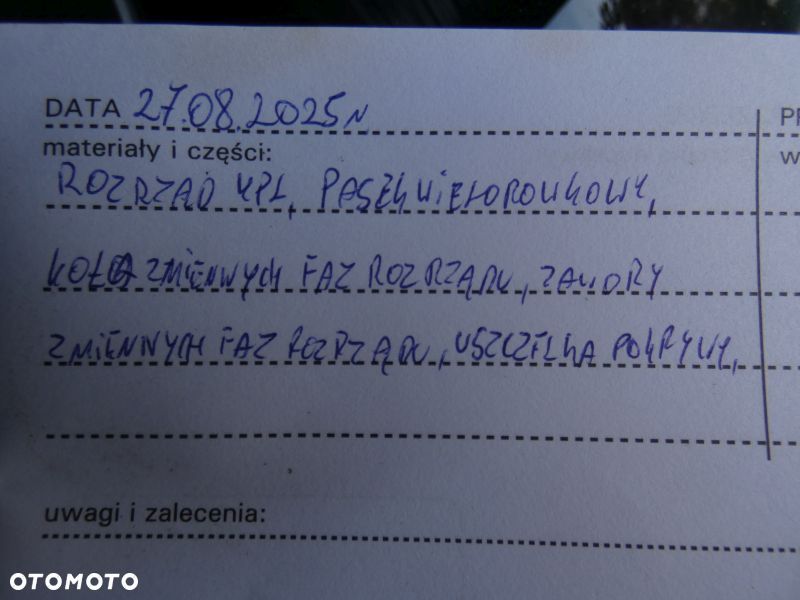 DATA 27.08.2025r
PR
materiały i części:
w
ROZRZĄD KPL, PASEK WIELOROWKOWY,
KOŁA ZMIENNYCH FAZ ROZRZĄDU, ZAWORY
ZMIENNYCH FAZ ROZRZĄDU, USZCZELKA POKRYWY,
uwagi i zalecenia:
OTOMOTO